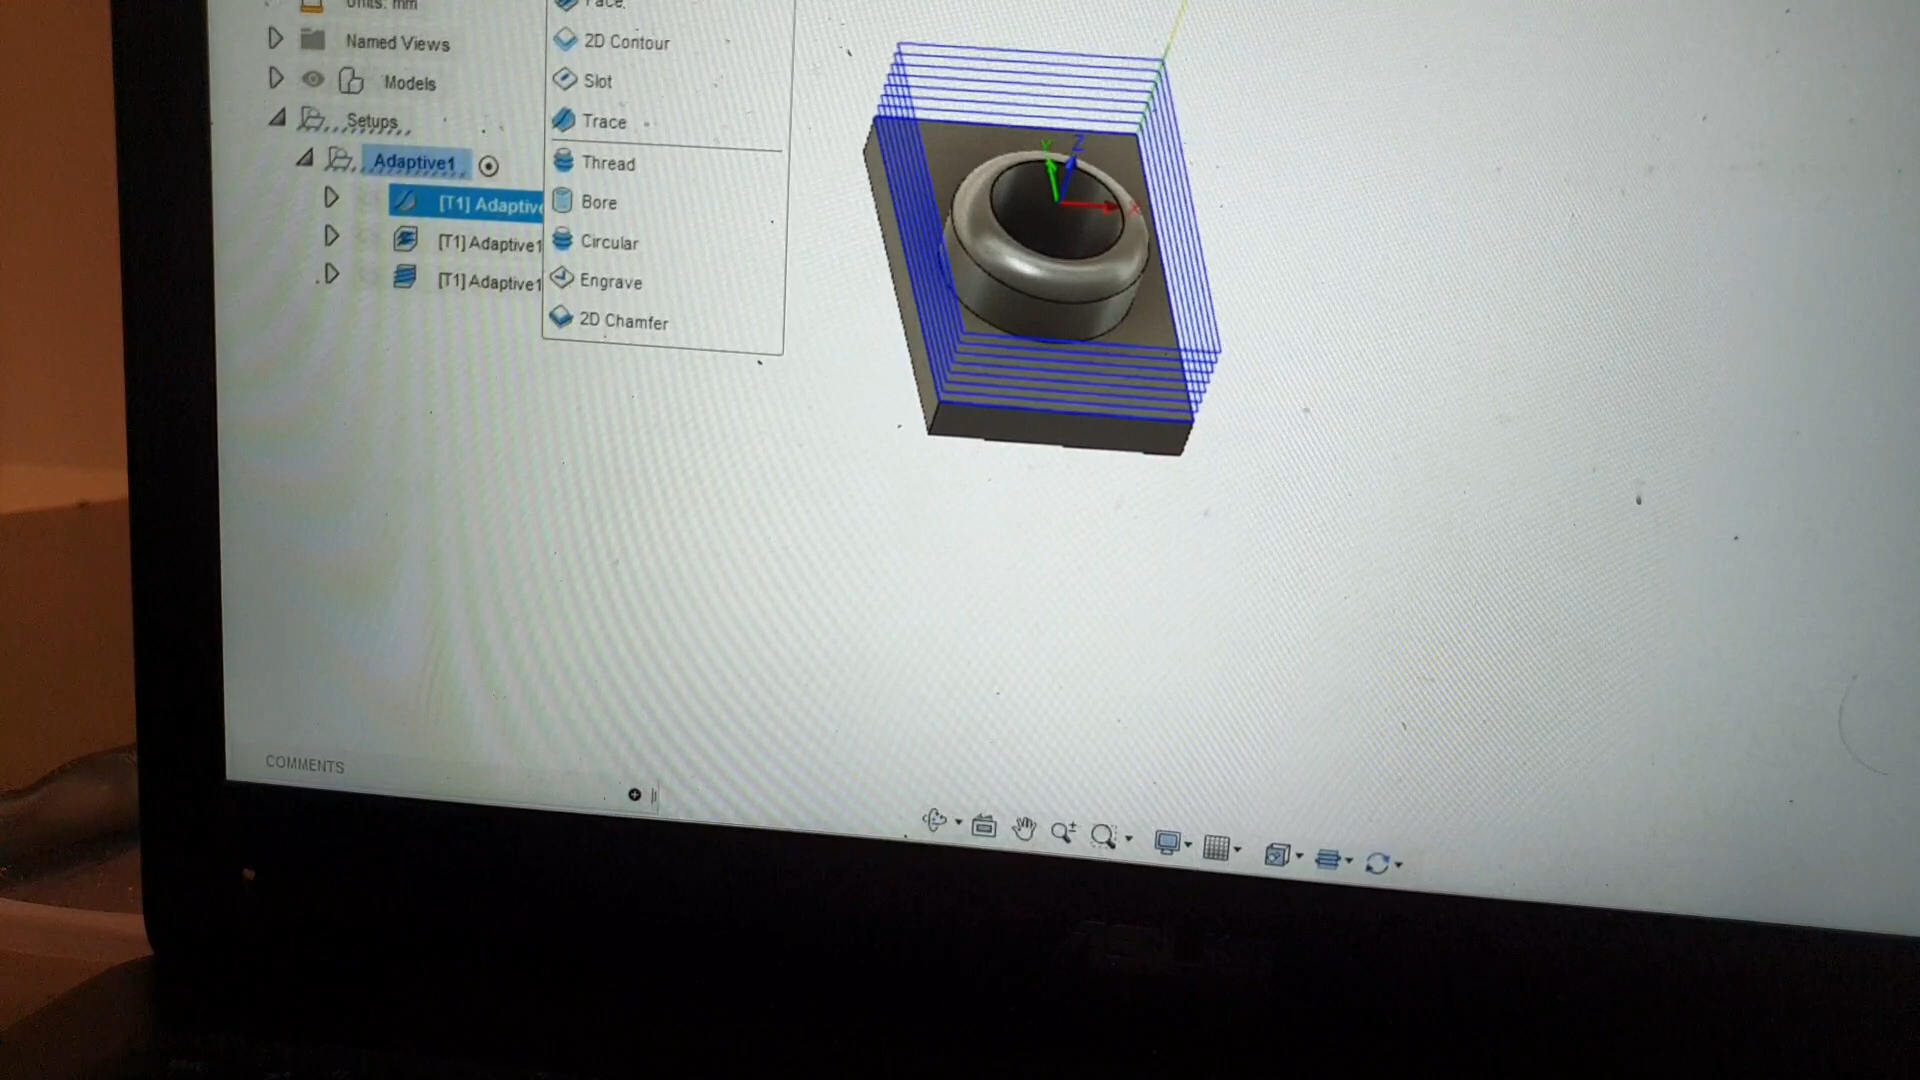 Units: mm
Face
Named Views
2D Contour
Models
Slot
Setups
Trace
Adaptive1
Thread
[T1] Adaptive
Bore
[T1] Adaptive1
Circular
[T1] Adaptive1
Engrave
2D Chamfer
Y
Z
X
COMMENTS